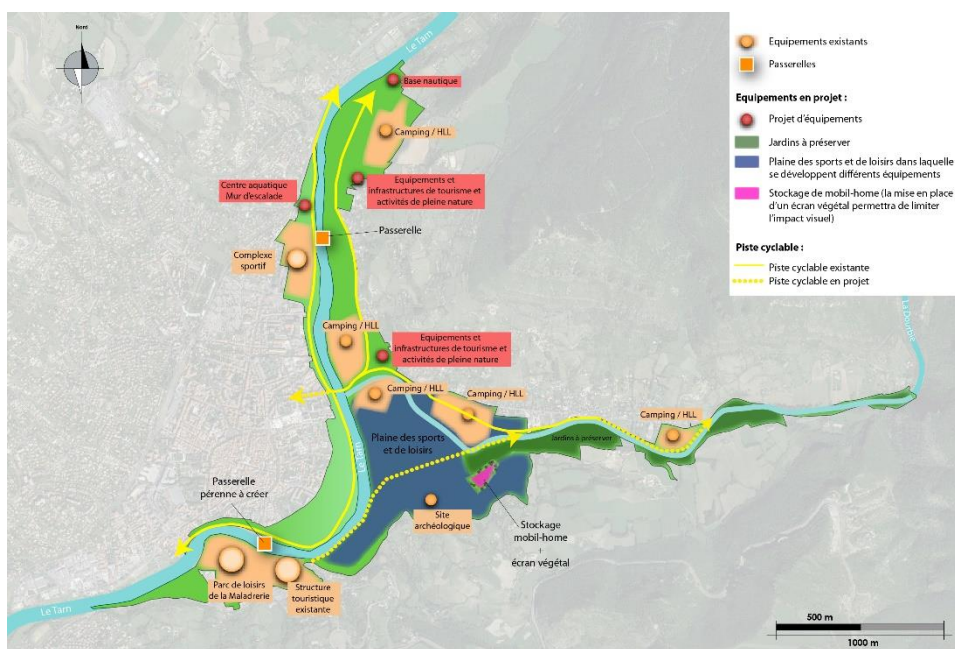 Nord
Le Tarn
Base nautique
Camping / HLL
Equipements et
infrastructures de tourisme et
activités de pleine nature
Centre aquatique
Mur d'escalade
Passerelle
Complexe
sportif
Camping / HLL
Equipements et
infrastructures de tourisme et
activités de pleine nature
Camping / HLL
Camping / HLL
Camping / HLL
La Dourbie
Plaine des sports
et de loisirs
Jardins à préserver
Le Tarn
Passerelle
pérenne à créer
Site
archéologique
Stockage
mobil-home
+
écran végétal
Parc de loisirs
de la Maladrerie
Structure
touristique
existante
Le Tarn
Equipements existants
Passerelles
Equipements en projet :
Projet d'équipements
Jardins à préserver
Plaine des sports et de loisirs dans laquelle
se développent différents équipements
Stockage de mobil-home (la mise en place
d'un écran végétal permettra de limiter
l'impact visuel)
Piste cyclable :
Piste cyclable existante
Piste cyclable en projet
500 m
1000 m